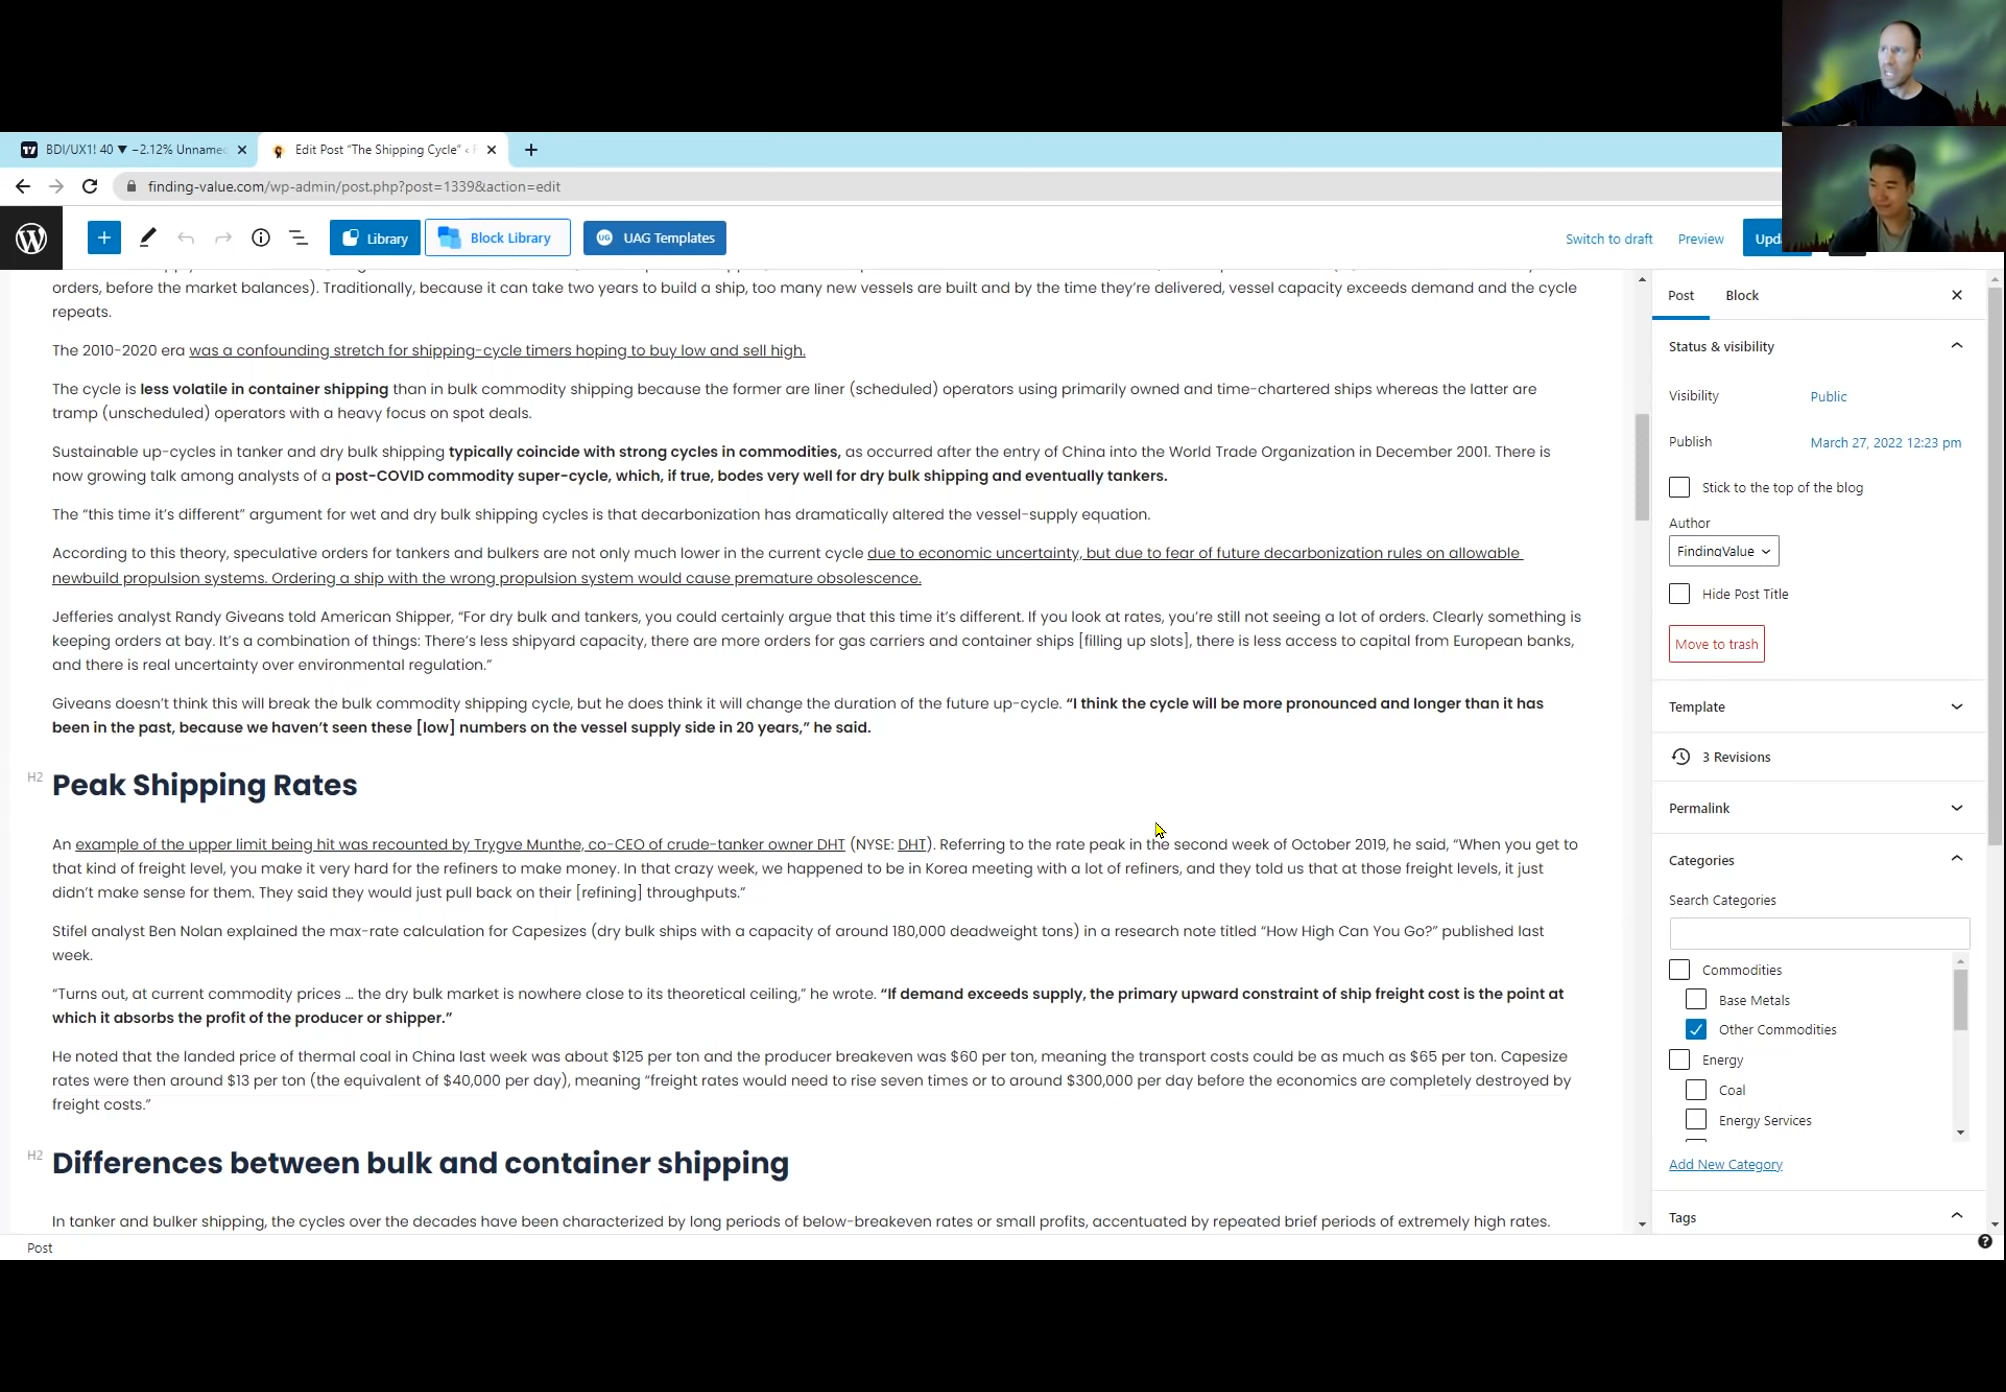 BDI/UX1! 40 ▼ −2.12% Unname
Edit Post “The Shipping Cycle” ‹
finding-value.com/wp-admin/post.php?post=1339&action=edit
Library
Block Library
UG UAG Templates
Switch to draft
Preview
orders, before the market balances). Traditionally, because it can take two years to build a ship, too many new vessels are built and by the time they’re delivered, vessel capacity exceeds demand and the cycle
repeats.
The 2010-2020 era was a confounding stretch for shipping-cycle timers hoping to buy low and sell high.
The cycle is less volatile in container shipping than in bulk commodity shipping because the former are liner (scheduled) operators using primarily owned and time-chartered ships whereas the latter are
tramp (unscheduled) operators with a heavy focus on spot deals.
Sustainable up-cycles in tanker and dry bulk shipping typically coincide with strong cycles in commodities, as occurred after the entry of China into the World Trade Organization in December 2001. There is
now growing talk among analysts of a post-COVID commodity super-cycle, which, if true, bodes very well for dry bulk shipping and eventually tankers.
The “this time it’s different” argument for wet and dry bulk shipping cycles is that decarbonization has dramatically altered the vessel-supply equation.
According to this theory, speculative orders for tankers and bulkers are not only much lower in the current cycle due to economic uncertainty, but due to fear of future decarbonization rules on allowable
newbuild propulsion systems. Ordering a ship with the wrong propulsion system would cause premature obsolescence.
Jefferies analyst Randy Giveans told American Shipper, “For dry bulk and tankers, you could certainly argue that this time it’s different. If you look at rates, you’re still not seeing a lot of orders. Clearly something is
keeping orders at bay. It’s a combination of things: There’s less shipyard capacity, there are more orders for gas carriers and container ships [filling up slots], there is less access to capital from European banks,
and there is real uncertainty over environmental regulation.”
Giveans doesn’t think this will break the bulk commodity shipping cycle, but he does think it will change the duration of the future up-cycle. “I think the cycle will be more pronounced and longer than it has
been in the past, because we haven’t seen these [low] numbers on the vessel supply side in 20 years,” he said.
H2 Peak Shipping Rates
An example of the upper limit being hit was recounted by Trygve Munthe, co-CEO of crude-tanker owner DHT (NYSE: DHT). Referring to the rate peak in the second week of October 2019, he said, “When you get to
that kind of freight level, you make it very hard for the refiners to make money. In that crazy week, we happened to be in Korea meeting with a lot of refiners, and they told us that at those freight levels, it just
didn’t make sense for them. They said they would just pull back on their [refining] throughputs.”
Stifel analyst Ben Nolan explained the max-rate calculation for Capesizes (dry bulk ships with a capacity of around 180,000 deadweight tons) in a research note titled “How High Can You Go?” published last
week.
“Turns out, at current commodity prices … the dry bulk market is nowhere close to its theoretical ceiling,” he wrote. “If demand exceeds supply, the primary upward constraint of ship freight cost is the point at
which it absorbs the profit of the producer or shipper.”
He noted that the landed price of thermal coal in China last week was about $125 per ton and the producer breakeven was $60 per ton, meaning the transport costs could be as much as $65 per ton. Capesize
rates were then around $13 per ton (the equivalent of $40,000 per day), meaning “freight rates would need to rise seven times or to around $300,000 per day before the economics are completely destroyed by
freight costs.”
H2 Differences between bulk and container shipping
In tanker and bulker shipping, the cycles over the decades have been characterized by long periods of below-breakeven rates or small profits, accentuated by repeated brief periods of extremely high rates.
Post
Post Block
Status & visibility
Visibility Public
Publish March 27, 2022 12:23 pm
Stick to the top of the blog
Author
FindingValue
Hide Post Title
Move to trash
Template
3 Revisions
Permalink
Categories
Search Categories
Commodities
Base Metals
Other Commodities
Energy
Coal
Energy Services
Add New Category
Tags